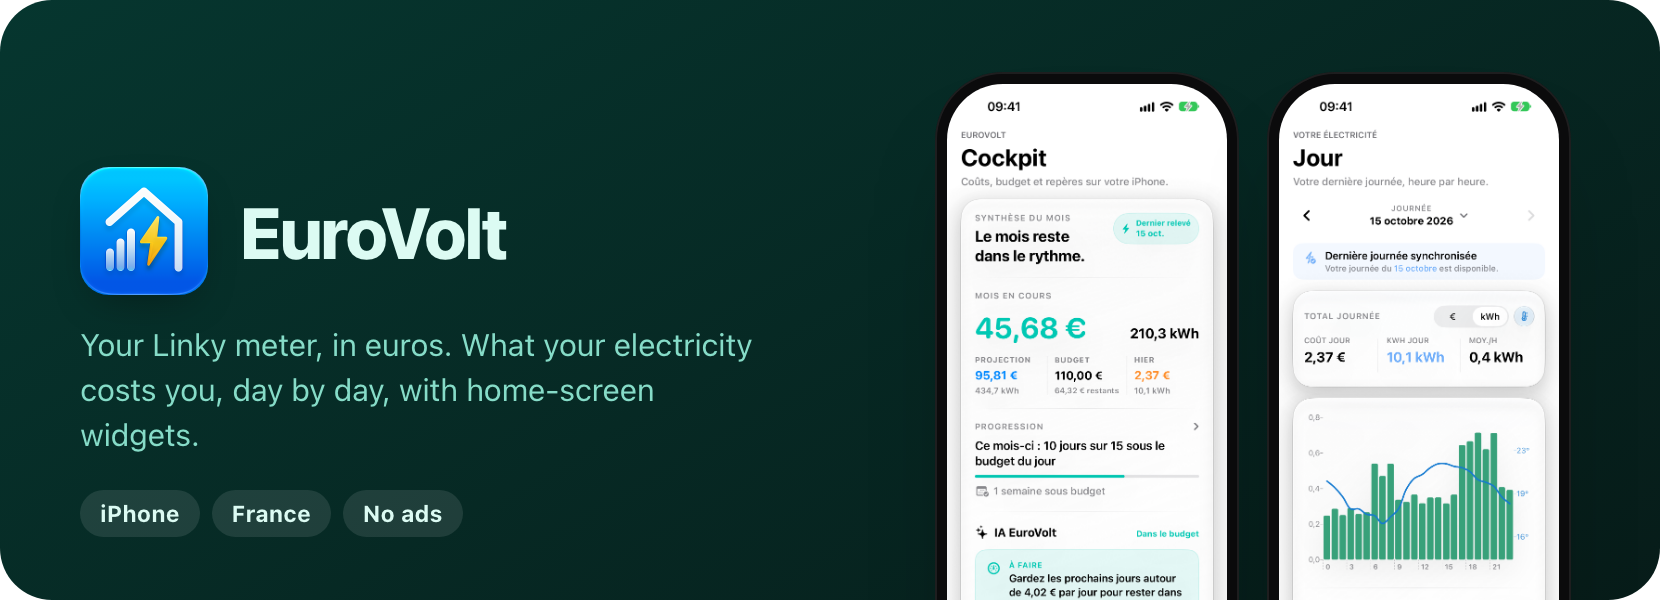 EuroVolt
Your Linky meter, in euros. What your electricity
costs you, day by day, with home-screen
widgets.
iPhone
France
No ads
09:41
EUROVOLT
Cockpit
Coûts, budget et repères sur votre iPhone.
SYNTHÈSE DU MOIS
Dernier relevé
15 oct.
Le mois reste
dans le rythme.
MOIS EN COURS
45,68 €
210,3 kWh
PROJECTION
BUDGET
HIER
95,81 €
110,00 €
2,37 €
434,7 kWh
64,32 € restants
10,1 kWh
PROGRESSION
Ce mois-ci : 10 jours sur 15 sous le
budget du jour
1 semaine sous budget
IA EuroVolt
Dans le budget
À FAIRE
Gardez les prochains jours autour
de 4,02 € par jour pour rester dans
09:41
VOTRE ÉLECTRICITÉ
Jour
Votre dernière journée, heure par heure.
JOURNÉE
15 octobre 2026
Dernière journée synchronisée
Votre journée du 15 octobre est disponible.
TOTAL JOURNÉE
€
kWh
COÛT JOUR
KWH JOUR
MOY./H
2,37 €
10,1 kWh
0,4 kWh
0,8
0,6
0,4
0,2
0,0
23°
19°
16°
0
3
6
9
12
15
18
21